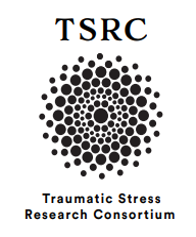 TSRC
Traumatic Stress
Research Consortium